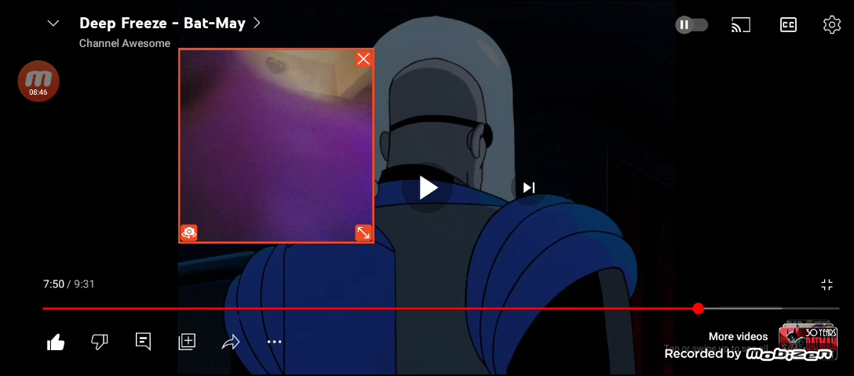 Deep Freeze - Bat-May
Channel Awesome
CC
08:46
7:50 / 9:31
More videos
30 YEARS
BATMAN
Recorded by MOBIZEN